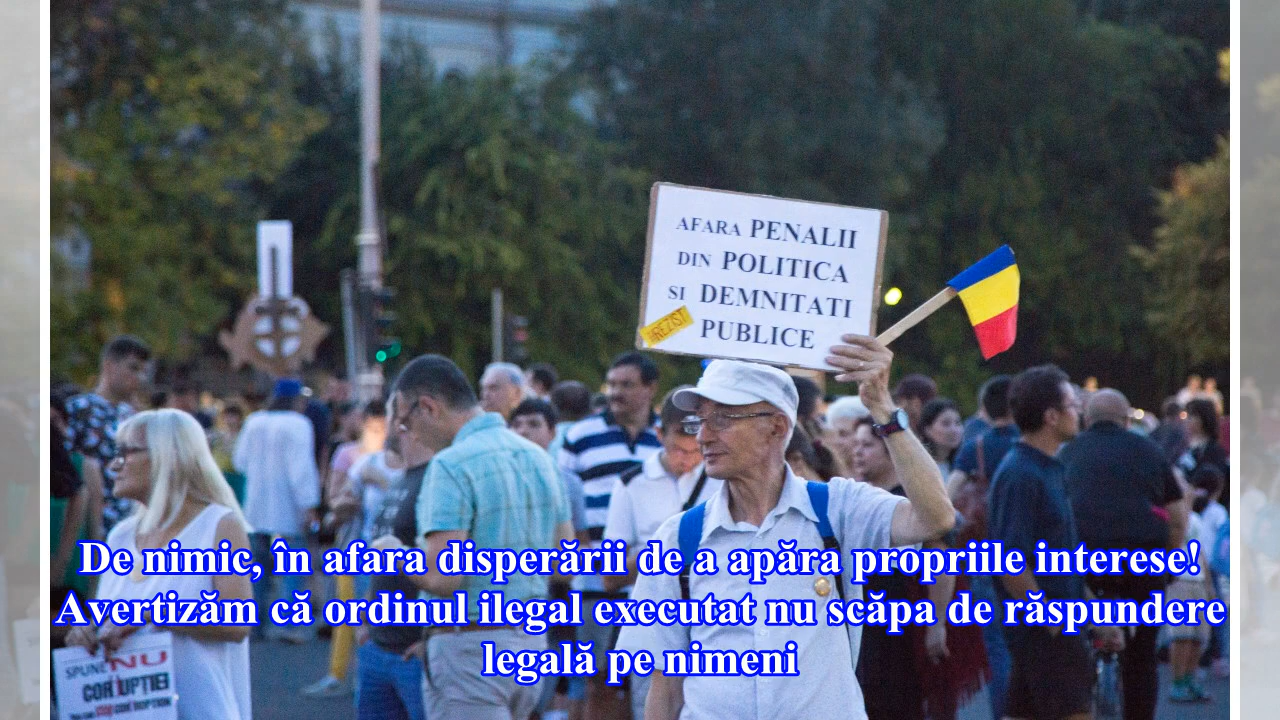 AFARA PENALII
DIN POLITICA
SI DEMNITATI
PUBLICE
#REZIST
SPUNE NU
CORUPTIEI
De nimic, în afara disperării de a apăra propriile interese!
Avertizăm că ordinul ilegal executat nu scăpa de răspundere
legală pe nimeni